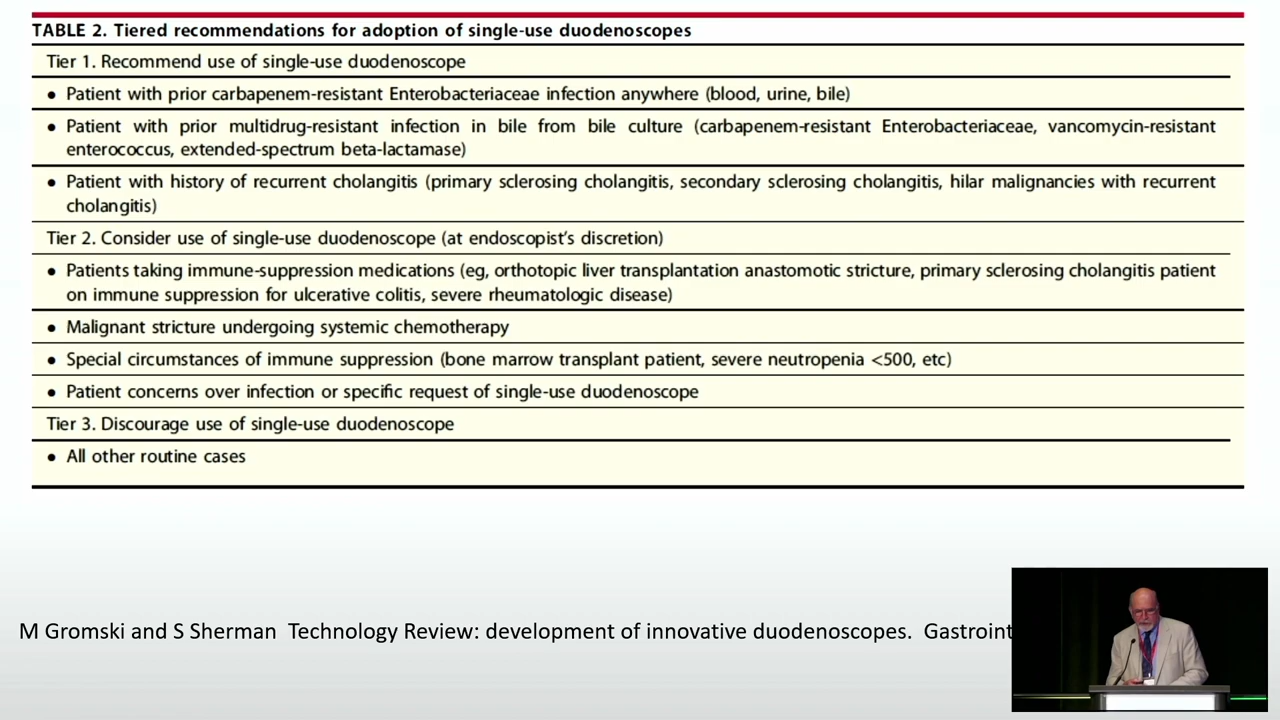 TABLE 2. Tiered recommendations for adoption of single-use duodenoscopes
Tier 1. Recommend use of single-use duodenoscope
• Patient with prior carbapenem-resistant Enterobacteriaceae infection anywhere (blood, urine, bile)
• Patient with prior multidrug-resistant infection in bile from bile culture (carbapenem-resistant Enterobacteriaceae, vancomycin-resistant
enterococcus, extended-spectrum beta-lactamase)
• Patient with history of recurrent cholangitis (primary sclerosing cholangitis, secondary sclerosing cholangitis, hilar malignancies with recurrent
cholangitis)
Tier 2. Consider use of single-use duodenoscope (at endoscopist's discretion)
• Patients taking immune-suppression medications (eg, orthotopic liver transplantation anastomotic stricture, primary sclerosing cholangitis patient
on immune suppression for ulcerative colitis, severe rheumatologic disease)
• Malignant stricture undergoing systemic chemotherapy
• Special circumstances of immune suppression (bone marrow transplant patient, severe neutropenia <500, etc)
• Patient concerns over infection or specific request of single-use duodenoscope
Tier 3. Discourage use of single-use duodenoscope
• All other routine cases
M Gromski and S Sherman Technology Review: development of innovative duodenoscopes. Gastroint